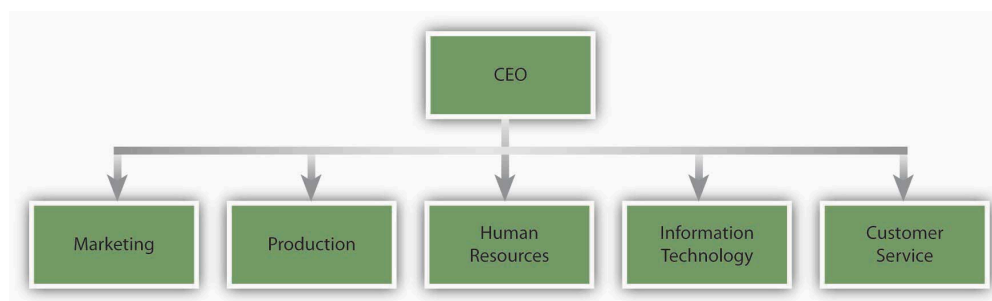 CEO
Marketing
Production
Human
Resources
Information
Technology
Customer
Service